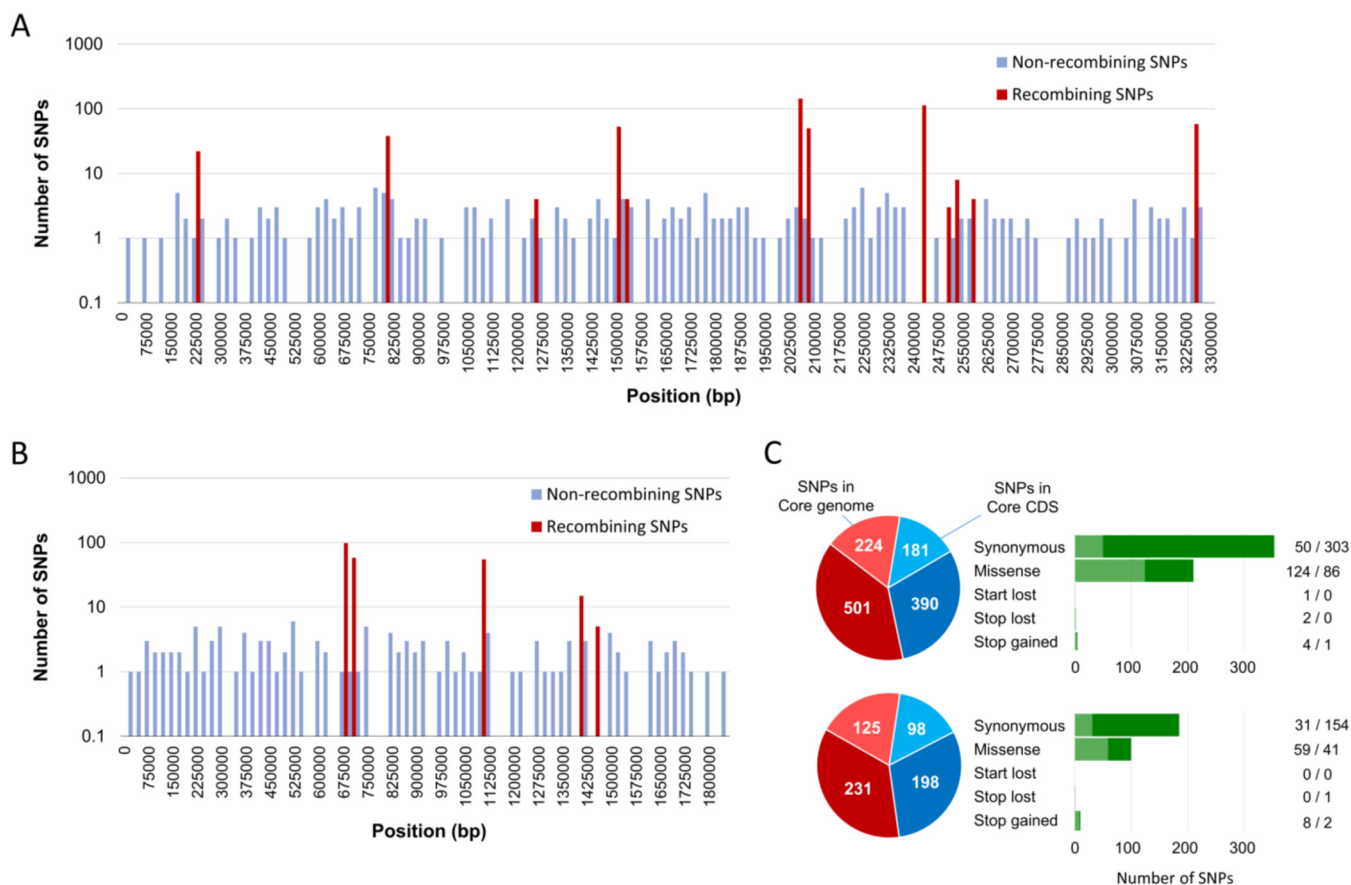 A
1000
100
10
1
0.1
Number of SNPs
Non-recombining SNPs
Recombining SNPs
0
75000
150000
225000
300000
375000
450000
525000
600000
675000
750000
825000
900000
975000
1050000
1125000
1200000
1275000
1350000
1425000
1500000
1575000
1650000
1725000
1800000
1875000
1950000
2025000
2100000
2175000
2250000
2325000
2400000
2475000
2550000
2625000
2700000
2775000
2850000
2925000
3000000
3075000
3150000
3225000
3300000
Position (bp)
B
1000
100
10
1
0.1
Number of SNPs
Non-recombining SNPs
Recombining SNPs
0
75000
150000
225000
300000
375000
450000
525000
600000
675000
750000
825000
900000
975000
1050000
1125000
1200000
1275000
1350000
1425000
1500000
1575000
1650000
1725000
1800000
Position (bp)
C
SNPs in
Core genome
SNPs in
Core CDS
224
181
501
390
Synonymous
50 / 303
Missense
124 / 86
Start lost
1 / 0
Stop lost
2 / 0
Stop gained
4 / 1
0
100
200
300
125
98
231
198
Synonymous
31 / 154
Missense
59 / 41
Start lost
0 / 0
Stop lost
0 / 1
Stop gained
8 / 2
0
100
200
300
Number of SNPs